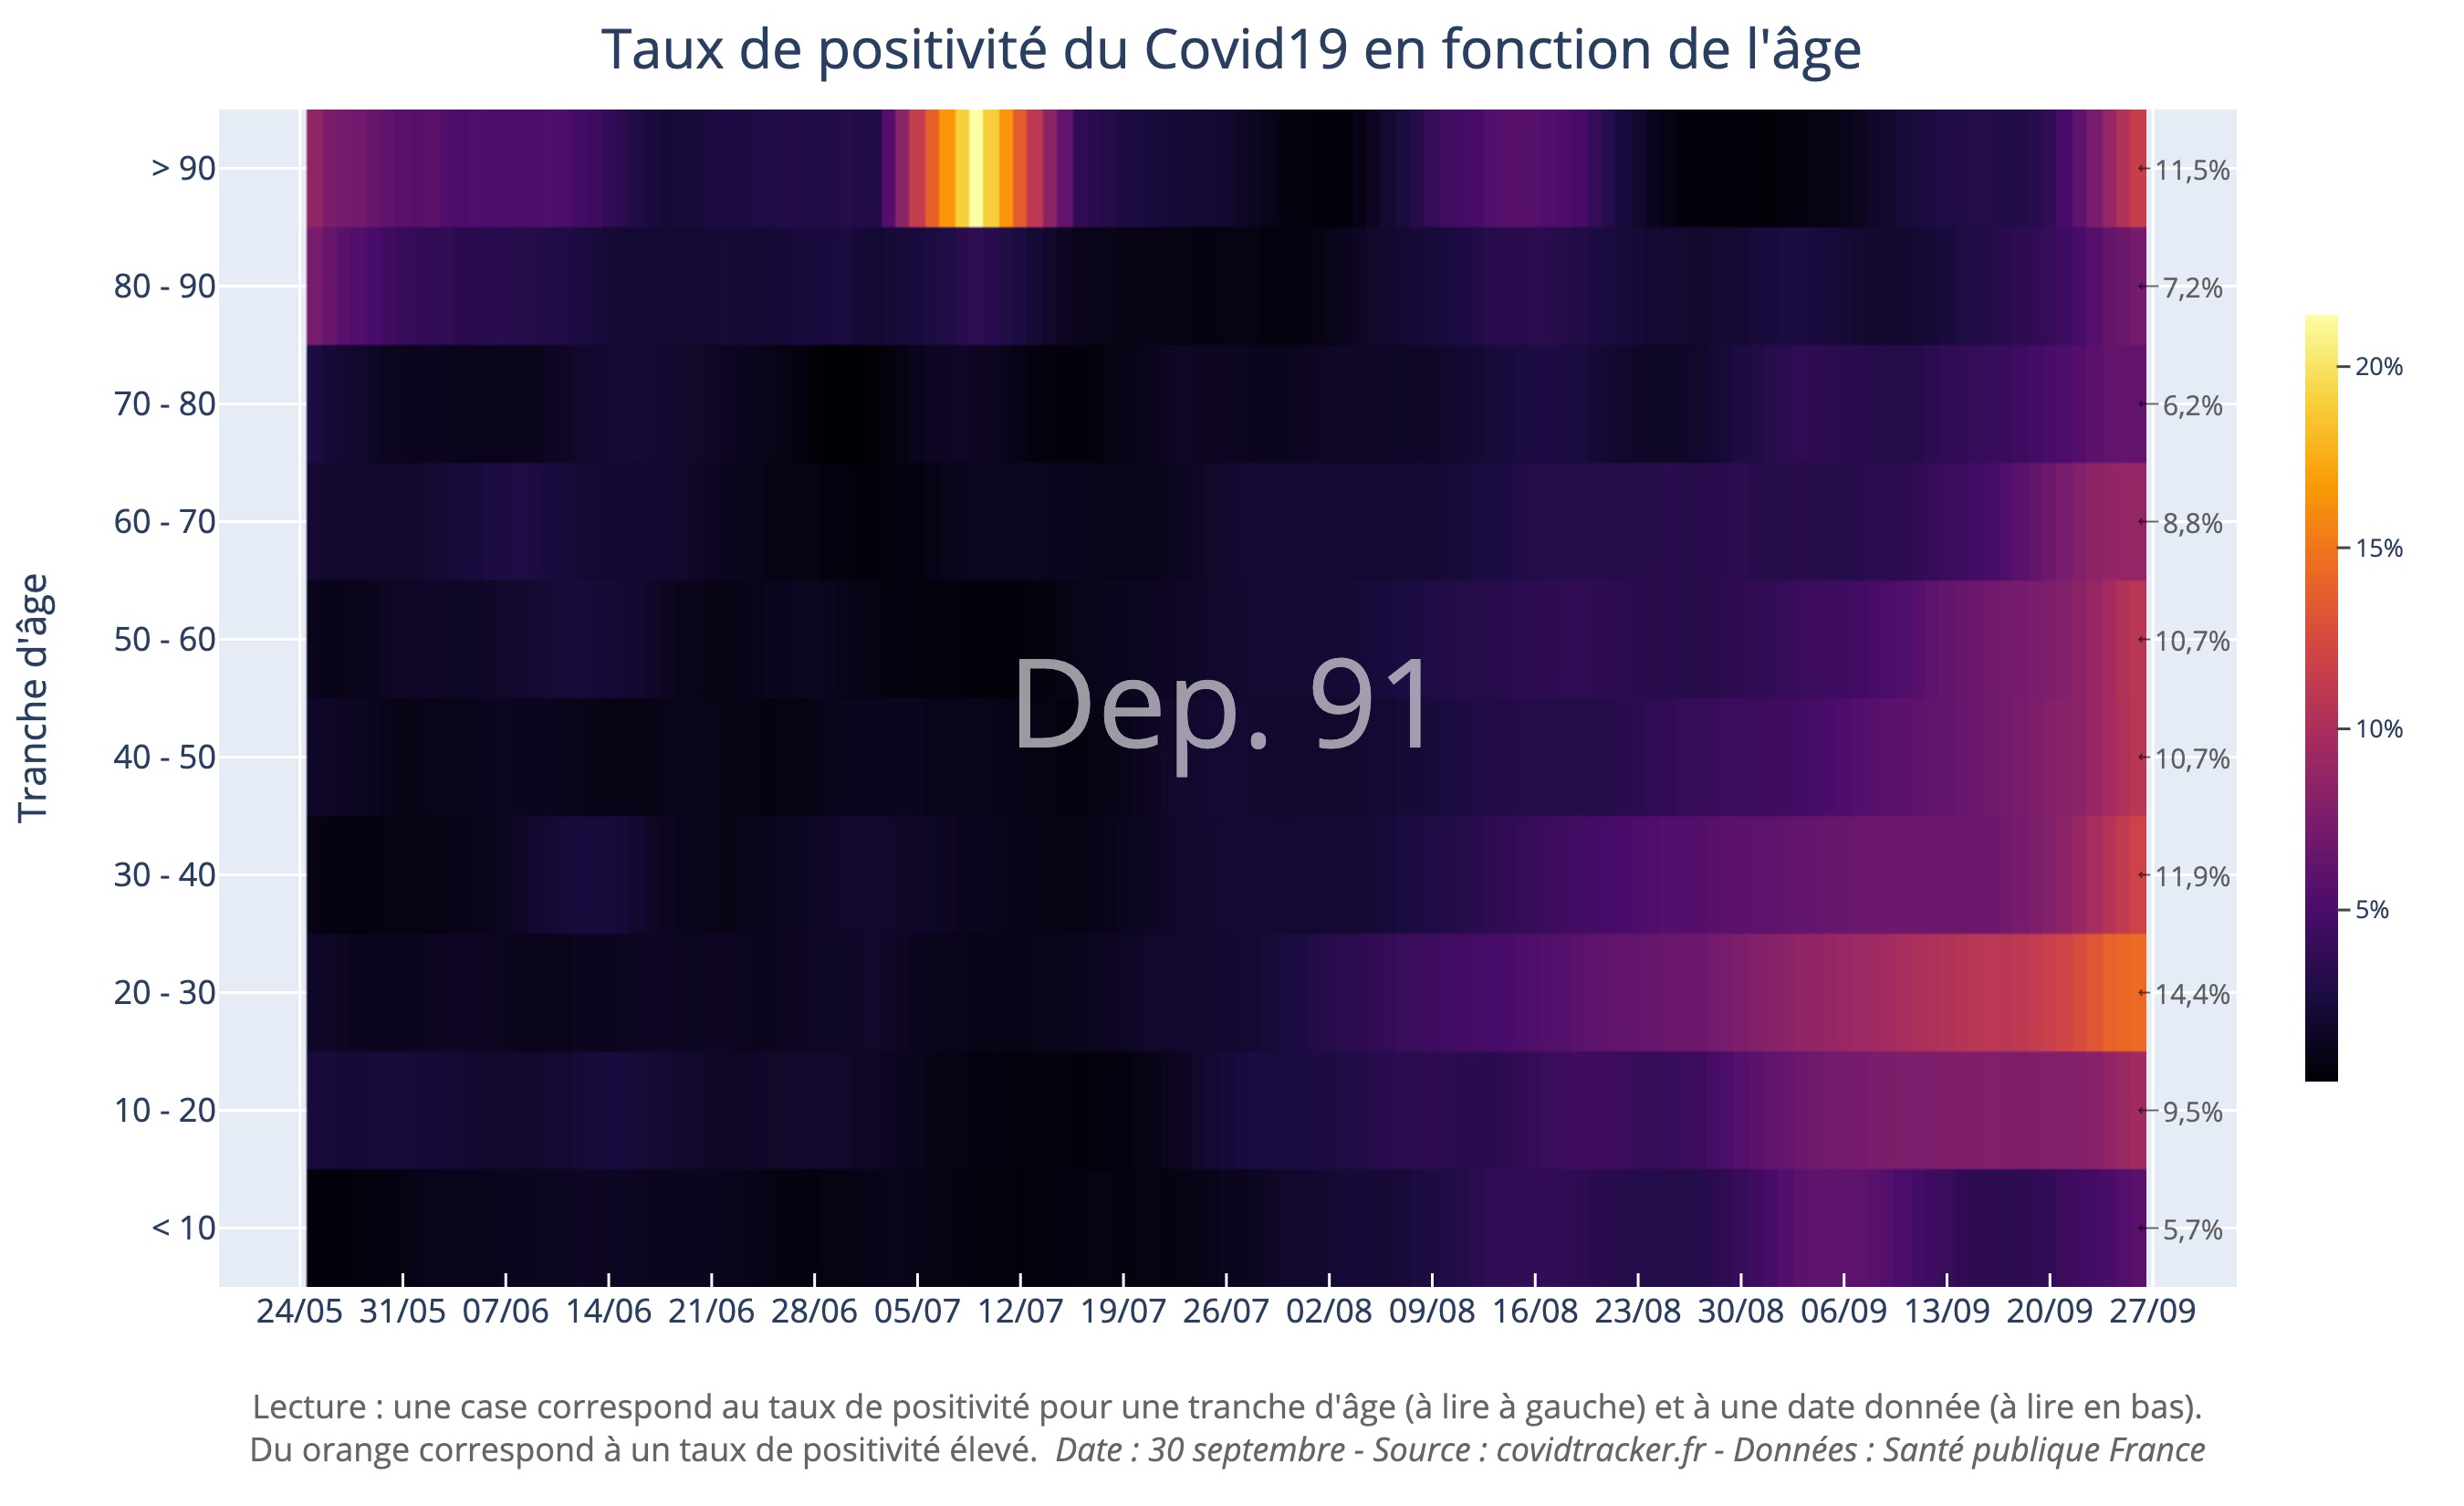 Taux de positivité du Covid19 en fonction de l'âge
Tranche d'âge
> 90
80 - 90
70 - 80
60 - 70
50 - 60
40 - 50
30 - 40
20 - 30
10 - 20
< 10
Dep. 91
11,5%
7,2%
6,2%
8,8%
10,7%
10,7%
11,9%
14,4%
9,5%
5,7%
20%
15%
10%
5%
24/05 31/05 07/06 14/06 21/06 28/06 05/07 12/07 19/07 26/07 02/08 09/08 16/08 23/08 30/08 06/09 13/09 20/09 27/09
Lecture : une case correspond au taux de positivité pour une tranche d'âge (à lire à gauche) et à une date donnée (à lire en bas).
Du orange correspond à un taux de positivité élevé. Date : 30 septembre - Source : covidtracker.fr - Données : Santé publique France